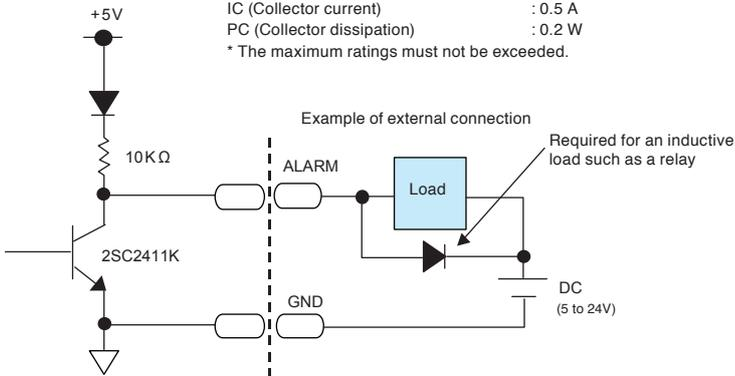 IC (Collector current) : 0.5 A
+5V
PC (Collector dissipation) : 0.2 W
* The maximum ratings must not be exceeded.
Example of external connection
Required for an inductive
load such as a relay
10KΩ
ALARM
Load
2SC2411K
DC
(5 to 24V)
GND